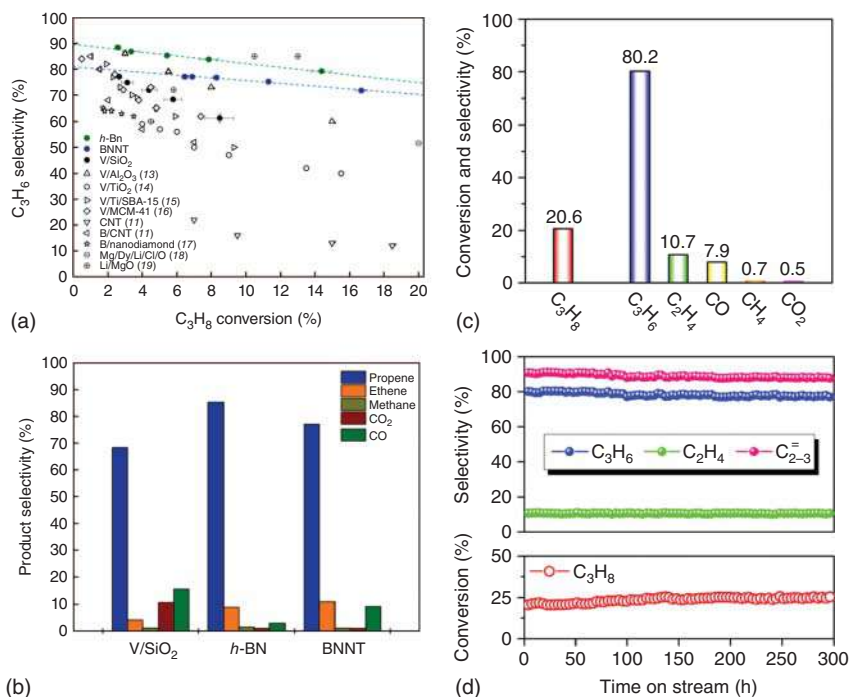 100
90
80
70
60
50
40
30
20
10
0
C3H6 selectivity (%)
h-Bn
BNNT
V/SiO2
V/Al2O3 (13)
V/TiO2 (14)
V/Ti/SBA-15 (15)
V/MCM-41 (16)
CNT (11)
B/CNT (11)
B/nanodiamond (17)
Mg/Dy/Li/Cl/O (18)
Li/MgO (19)
0 2 4 6 8 10 12 14 16 18 20
C3H8 conversion (%)
(a)
100
90
80
70
60
50
40
30
20
10
0
Product selectivity (%)
Propene
Ethene
Methane
CO2
CO
V/SiO2 h-BN BNNT
(b)
100
80
60
40
20
0
Conversion and selectivity (%)
20.6
80.2
10.7
7.9
0.7
0.5
C3H8 C3H6 C2H4 CO CH4 CO2
(c)
100
80
60
40
20
0
Selectivity (%)
C3H6 C2H4 C=2–3
50
25
0
Conversion (%)
C3H8
0 50 100 150 200 250 300
Time on stream (h)
(d)